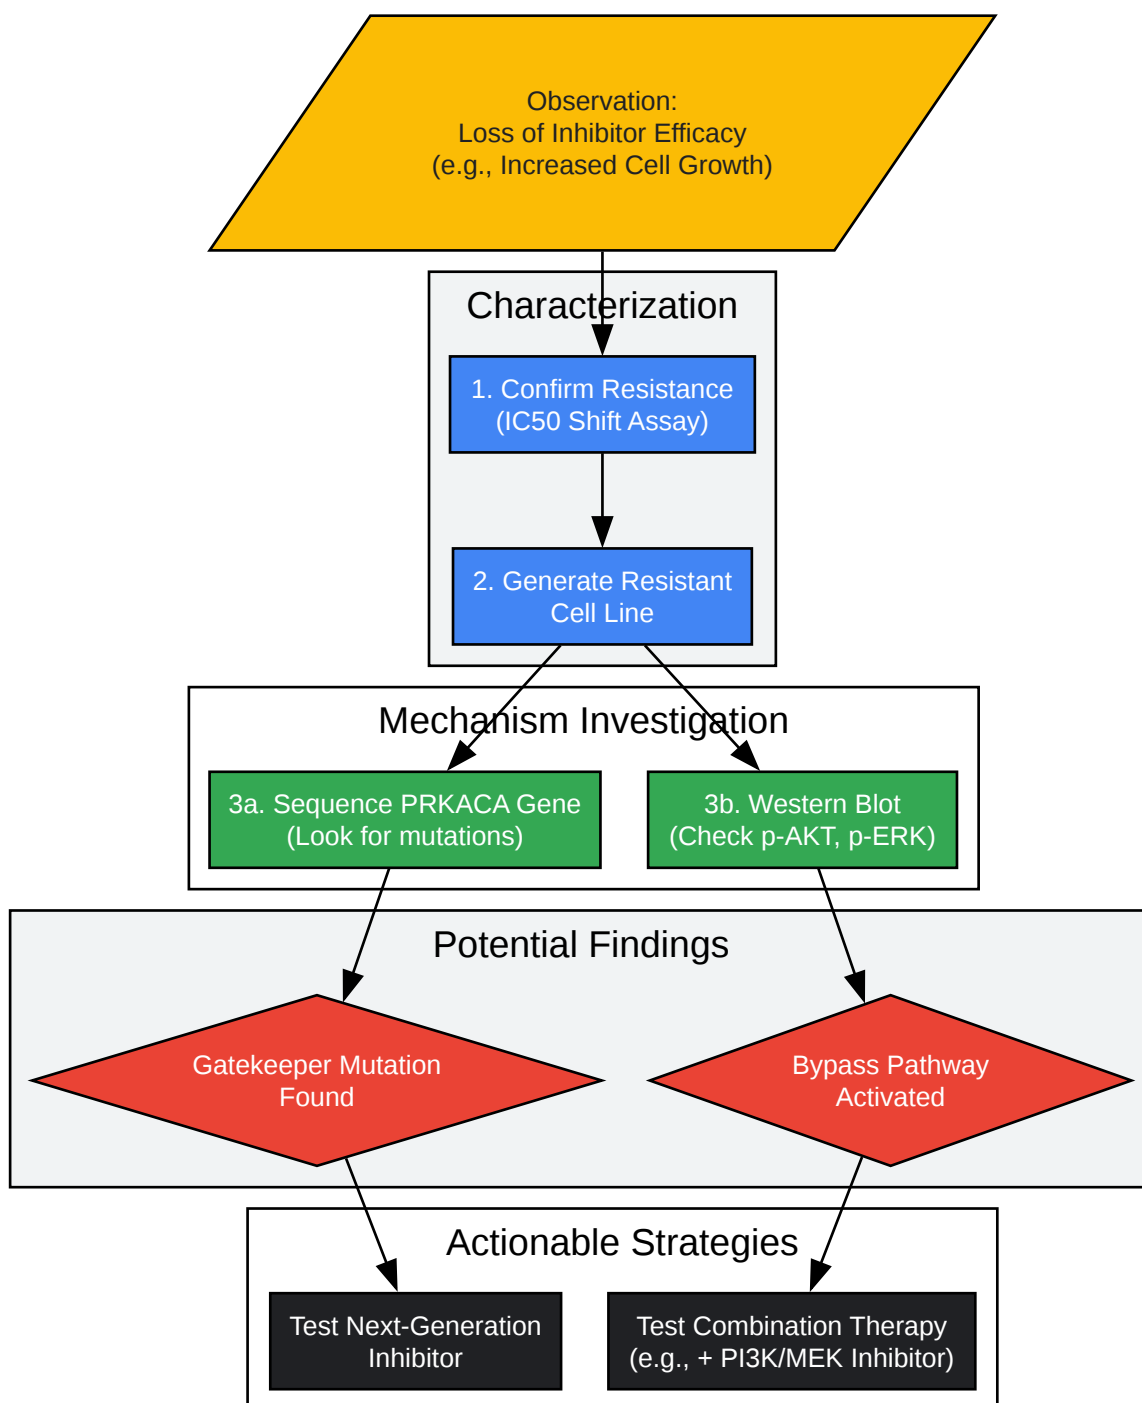 Observation:
Loss of Inhibitor Efficacy
(e.g., Increased Cell Growth)
Characterization
1. Confirm Resistance
(IC50 Shift Assay)
2. Generate Resistant
Cell Line
Mechanism Investigation
3a. Sequence PRKACA Gene
(Look for mutations)
3b. Western Blot
(Check p-AKT, p-ERK)
Potential Findings
Gatekeeper Mutation
Found
Bypass Pathway
Activated
Actionable Strategies
Test Next-Generation
Inhibitor
Test Combination Therapy
(e.g., + PI3K/MEK Inhibitor)